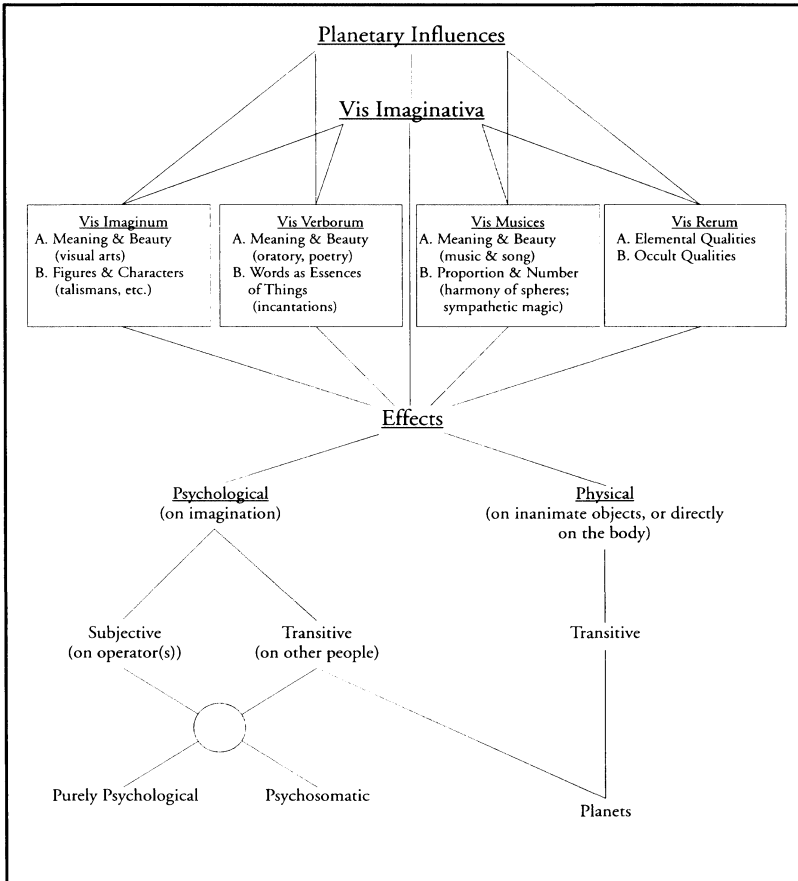 Planetary Influences
Vis Imaginativa
Vis Imaginum
A. Meaning & Beauty
(visual arts)
B. Figures & Characters
(talismans, etc.)
Vis Verborum
A. Meaning & Beauty
(oratory, poetry)
B. Words as Essences
of Things
(incantations)
Vis Musices
A. Meaning & Beauty
(music & song)
B. Proportion & Number
(harmony of spheres;
sympathetic magic)
Vis Rerum
A. Elemental Qualities
B. Occult Qualities
Effects
Psychological
(on imagination)
Physical
(on inanimate objects, or directly
on the body)
Subjective
(on operator(s))
Transitive
(on other people)
Transitive
Purely Psychological
Psychosomatic
Planets